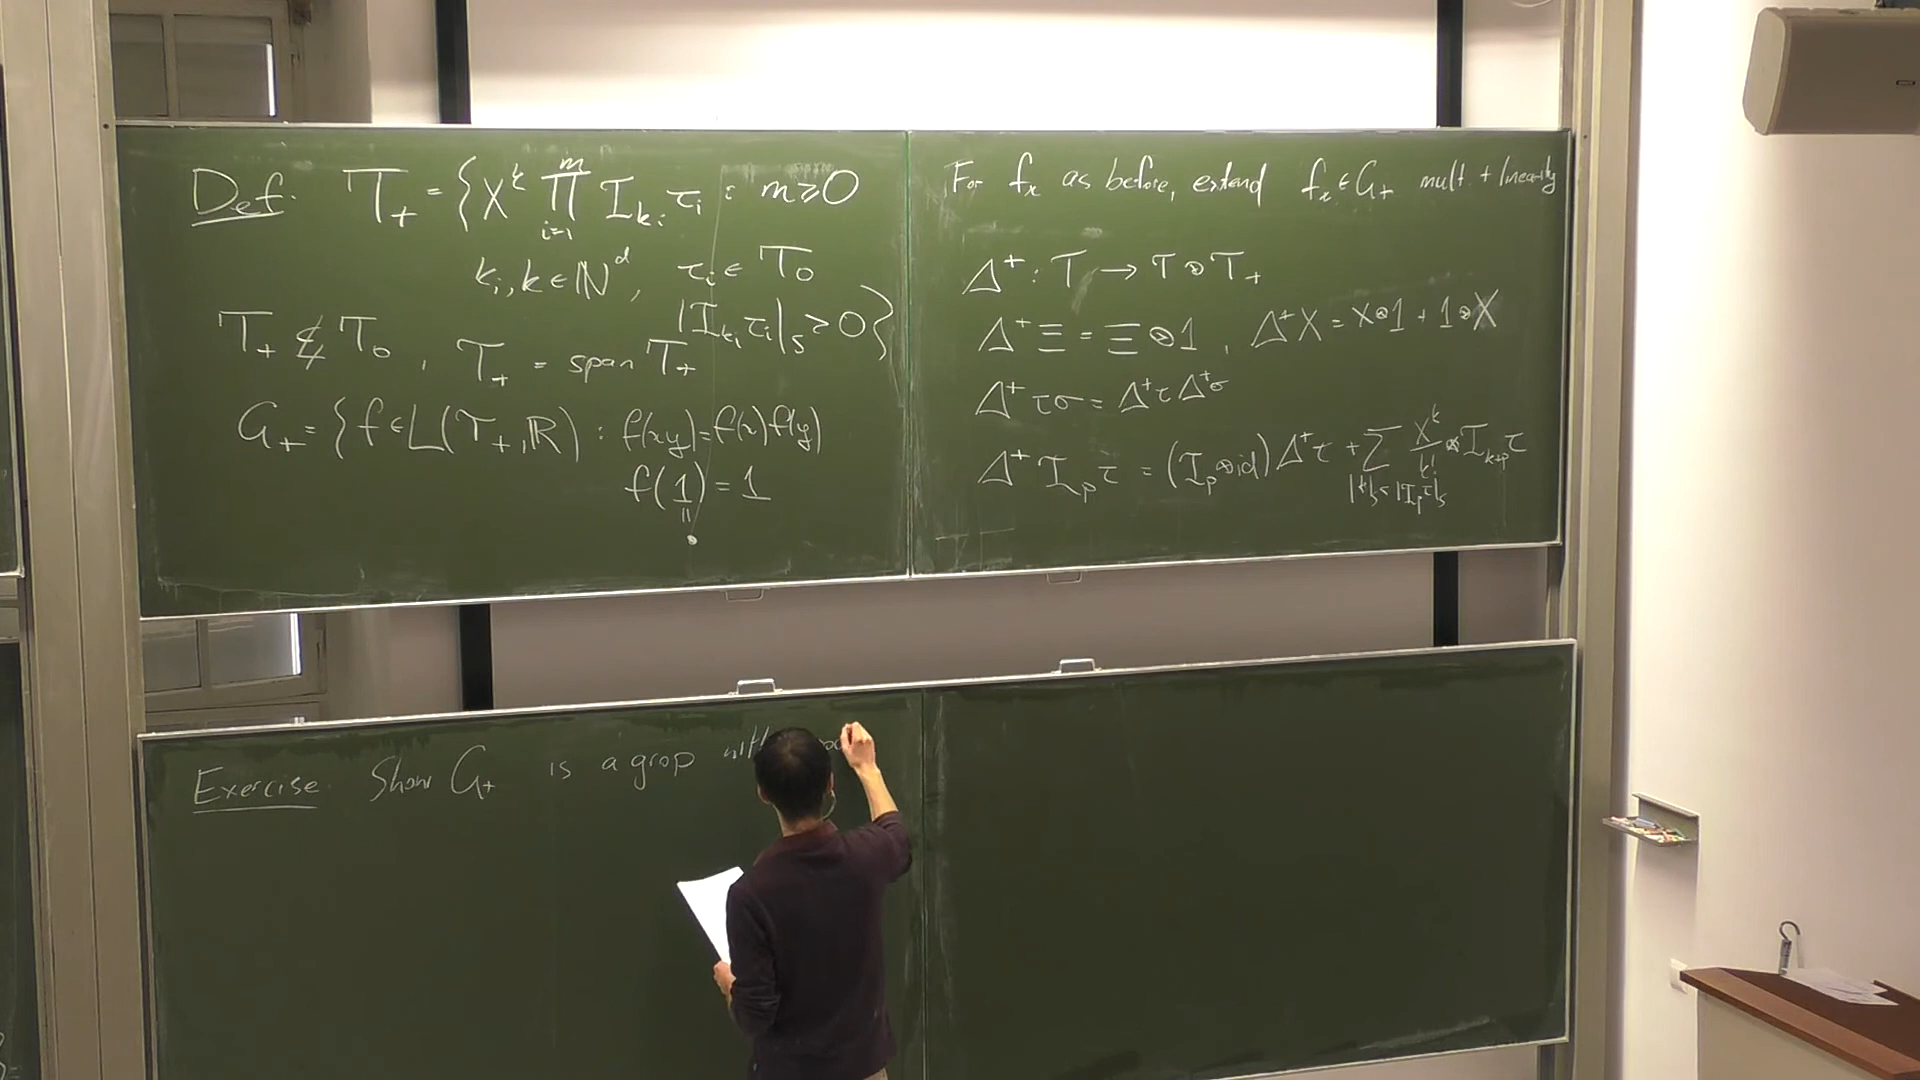 Def: T₊ = { X^k ∏_{i=1}^m I_{k_i} τ_i : m ⩾ 0
k_i, k ∈ ℕ^d, τ_i ∈ T₀
|I_{k_i} τ_i|_s > 0 }
T₊ ⊄ T₀, T₊ = span T₊
G₊ = { f ∈ L(T₊, ℝ) : f(xy) = f(x) f(y)
f(1) = 1
||
•
For f_x as before, extend f_x ∈ G₊ mult + linearity
Δ⁺ : T → T ⊗ T₊
Δ⁺ Ξ = Ξ ⊗ 1, Δ⁺ X = X ⊗ 1 + 1 ⊗ X
Δ⁺ τσ = Δ⁺τ Δ⁺σ
Δ⁺ I_p τ = (I_p ⊗ id) Δ⁺ τ + ∑_{|k|_s < |I_p τ|_s} X^k / k! ⊗ I_{k+p} τ
Exercise. Show G₊ is a grop with